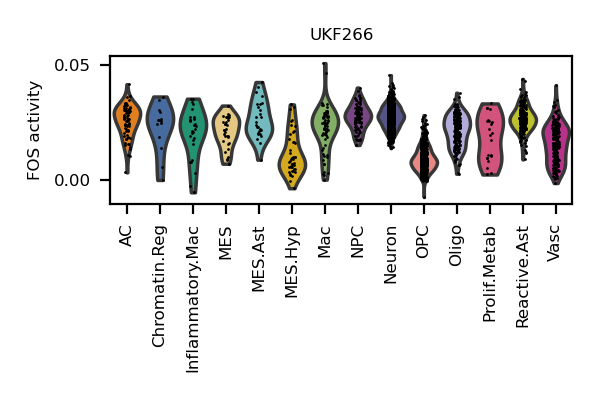 UKF266
FOS activity
0.05
0.00
AC
Chromatin.Reg
Inflammatory.Mac
MES
MES.Ast
MES.Hyp
Mac
NPC
Neuron
OPC
Oligo
Prolif.Metab
Reactive.Ast
Vasc